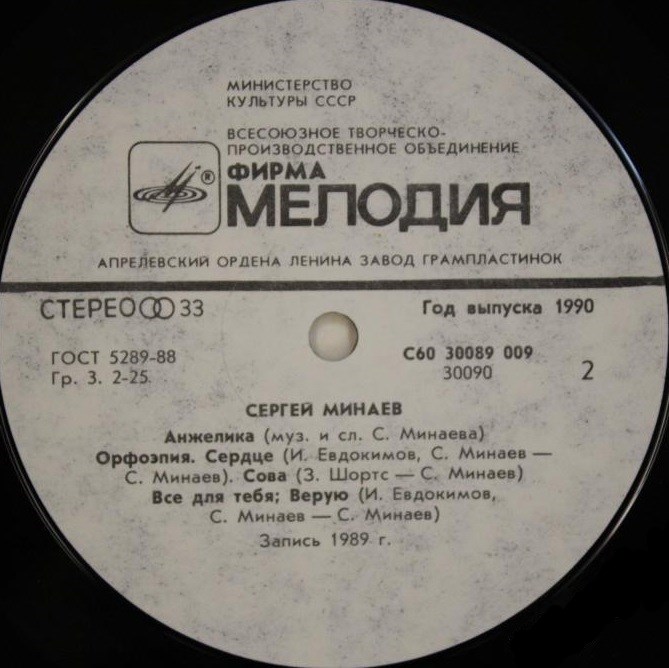 МИНИСТЕРСТВО
КУЛЬТУРЫ СССР
ВСЕСОЮЗНОЕ ТВОРЧЕСКО-
ПРОИЗВОДСТВЕННОЕ ОБЪЕДИНЕНИЕ
®
ФИРМА
МЕЛОДИЯ
АПРЕЛЕВСКИЙ ОРДЕНА ЛЕНИНА ЗАВОД ГРАМПЛАСТИНОК
СТЕРЕО 33
Год выпуска 1990
ГОСТ 5289-88
С60 30089 009
Гр. 3. 2-25.
30090
2
СЕРГЕЙ МИНАЕВ
Анжелика (муз. и сл. С. Минаева)
Орфоэпия. Сердце (И. Евдокимов, С. Минаев —
С. Минаев). Сова (З. Шортс — С. Минаев)
Все для тебя; Верую (И. Евдокимов,
С. Минаев — С. Минаев)
Запись 1989 г.